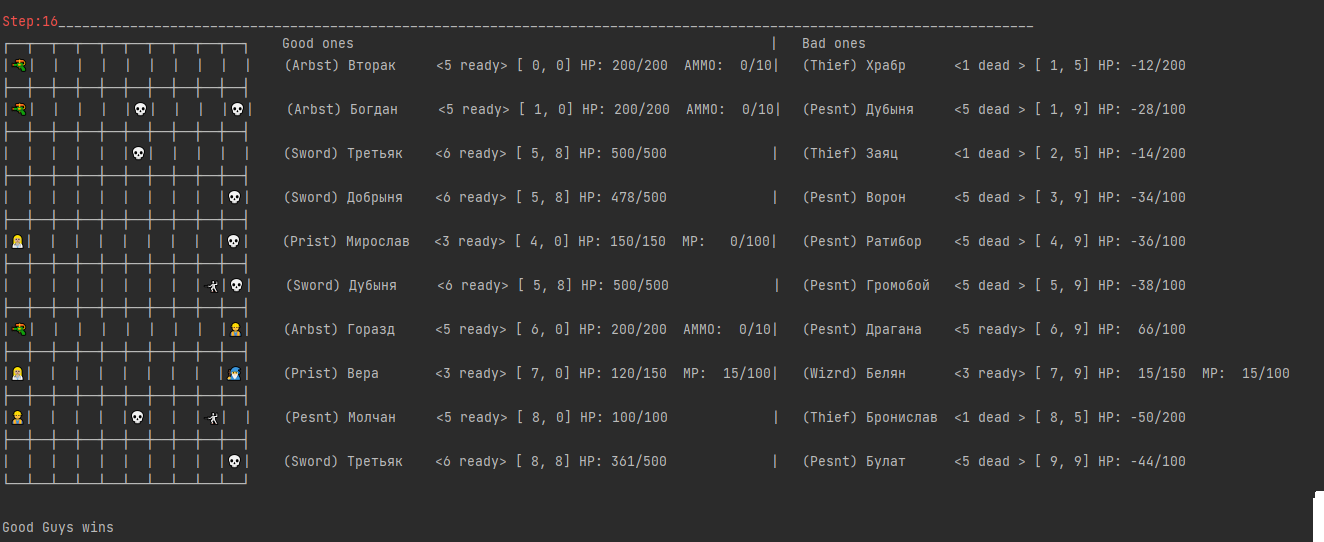 Step:16
Good ones | Bad ones
(Arbst) Вторак <5 ready> [ 0, 0] HP: 200/200 AMMO: 0/10| (Thief) Храбр <1 dead > [ 1, 5] HP: -12/200
(Arbst) Богдан <5 ready> [ 1, 0] HP: 200/200 AMMO: 0/10| (Pesnt) Дубыня <5 dead > [ 1, 9] HP: -28/100
(Sword) Третьяк <6 ready> [ 5, 8] HP: 500/500 | (Thief) Заяц <1 dead > [ 2, 5] HP: -14/200
(Sword) Добрыня <6 ready> [ 5, 8] HP: 478/500 | (Pesnt) Ворон <5 dead > [ 3, 9] HP: -34/100
(Prist) Мирослав <3 ready> [ 4, 0] HP: 150/150 MP: 0/100| (Pesnt) Ратибор <5 dead > [ 4, 9] HP: -36/100
(Sword) Дубыня <6 ready> [ 5, 8] HP: 500/500 | (Pesnt) Громобой <5 dead > [ 5, 9] HP: -38/100
(Arbst) Горазд <5 ready> [ 6, 0] HP: 200/200 AMMO: 0/10| (Pesnt) Драгана <5 ready> [ 6, 9] HP: 66/100
(Prist) Вера <3 ready> [ 7, 0] HP: 120/150 MP: 15/100| (Wizrd) Белян <3 ready> [ 7, 9] HP: 15/150 MP: 15/100
(Pesnt) Молчан <5 ready> [ 8, 0] HP: 100/100 | (Thief) Бронислав <1 dead > [ 8, 5] HP: -50/200
(Sword) Третьяк <6 ready> [ 8, 8] HP: 361/500 | (Pesnt) Булат <5 dead > [ 9, 9] HP: -44/100
Good Guys wins